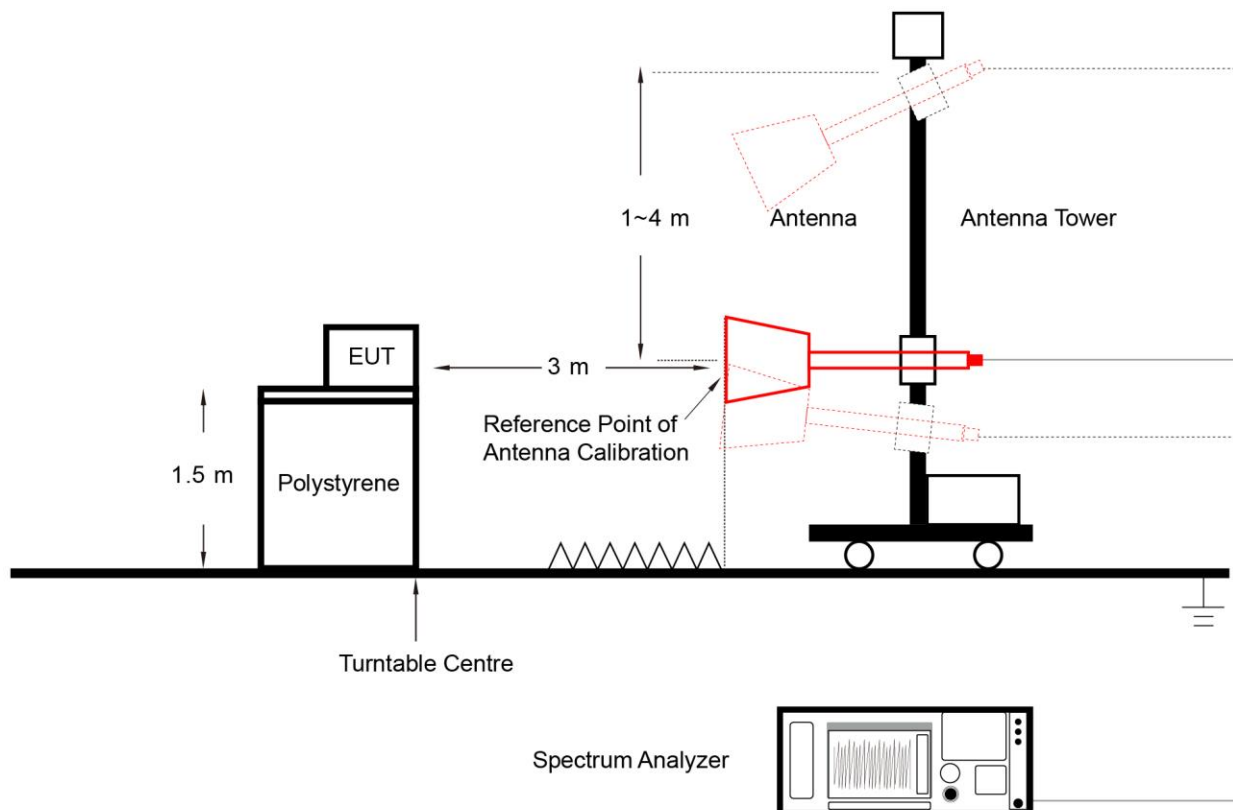 1~4 m
Antenna
Antenna Tower
EUT
3 m
Reference Point of
Antenna Calibration
1.5 m
Polystyrene
Turntable Centre
Spectrum Analyzer